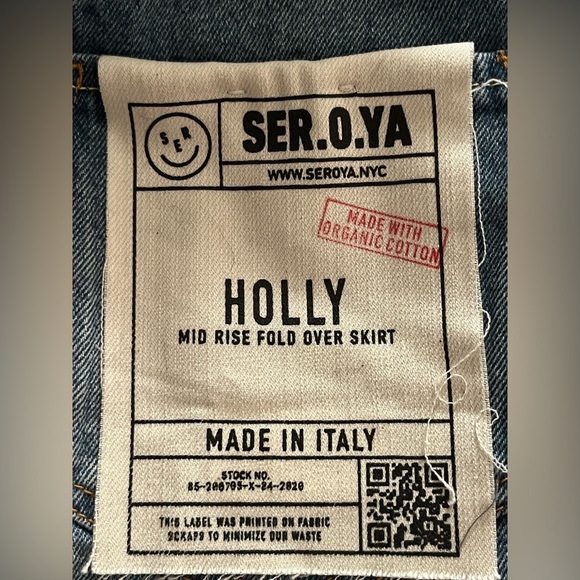 SER
SER.O.YA
WWW.SEROYA.NYC
MADE WITH
ORGANIC COTTON
HOLLY
MID RISE FOLD OVER SKIRT
MADE IN ITALY
STOCK NO.
THIS LABEL WAS PRINTED ON FABRIC
SCRAPS TO MINIMIZE OUR WASTE